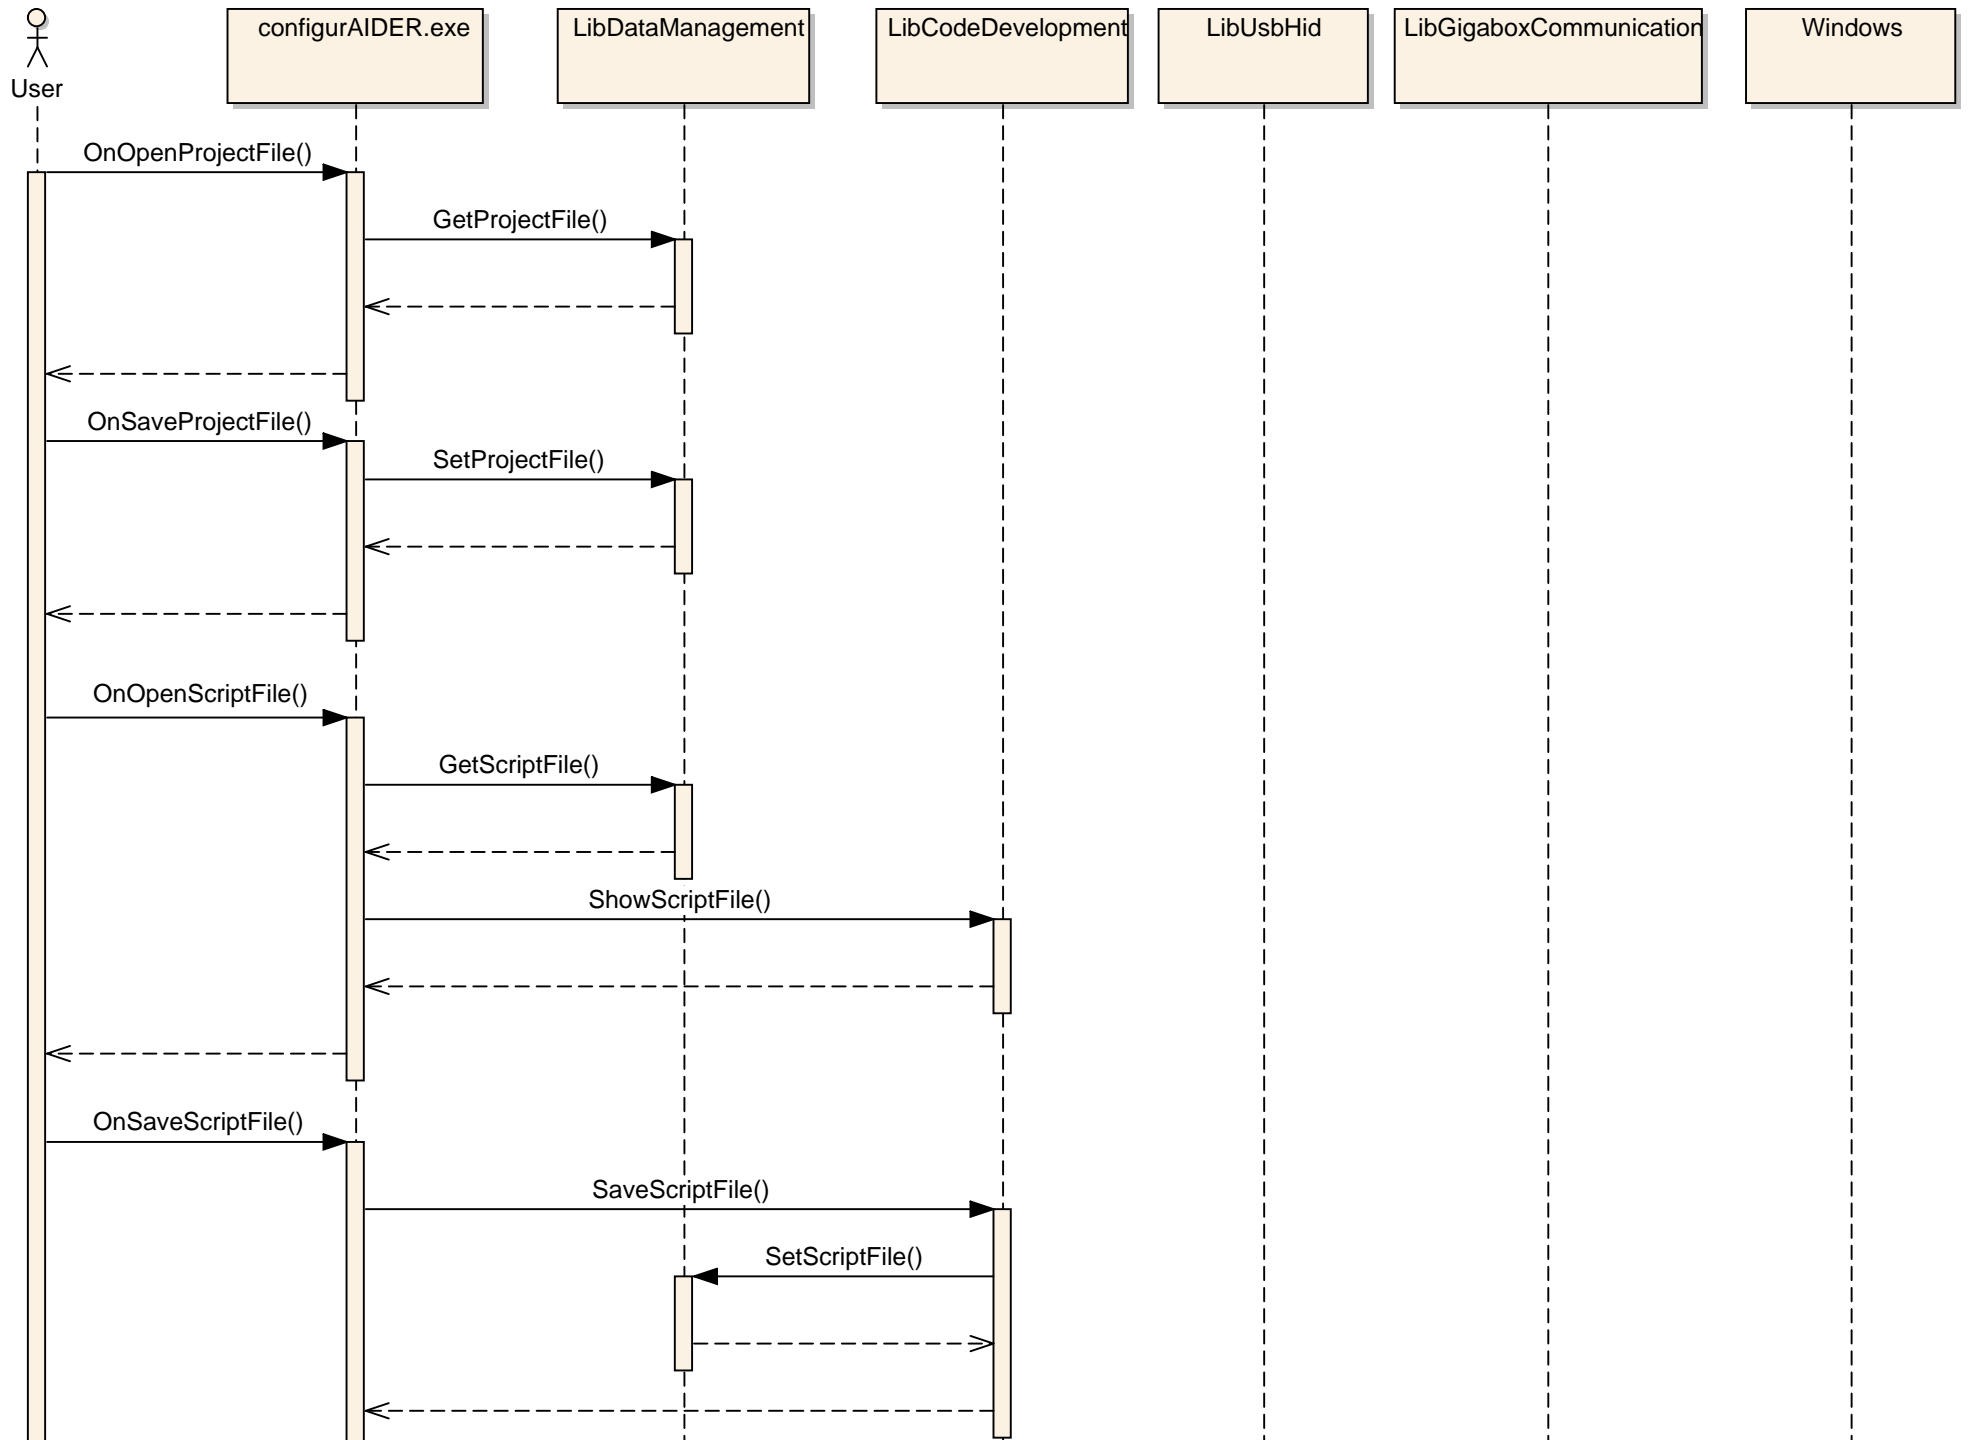 User
configurAIDER.exe
LibDataManagement
LibCodeDevelopment
LibUsbHid
LibGigaboxCommunication
Windows
OnOpenProjectFile()
GetProjectFile()
OnSaveProjectFile()
SetProjectFile()
OnOpenScriptFile()
GetScriptFile()
ShowScriptFile()
OnSaveScriptFile()
SaveScriptFile()
SetScriptFile()